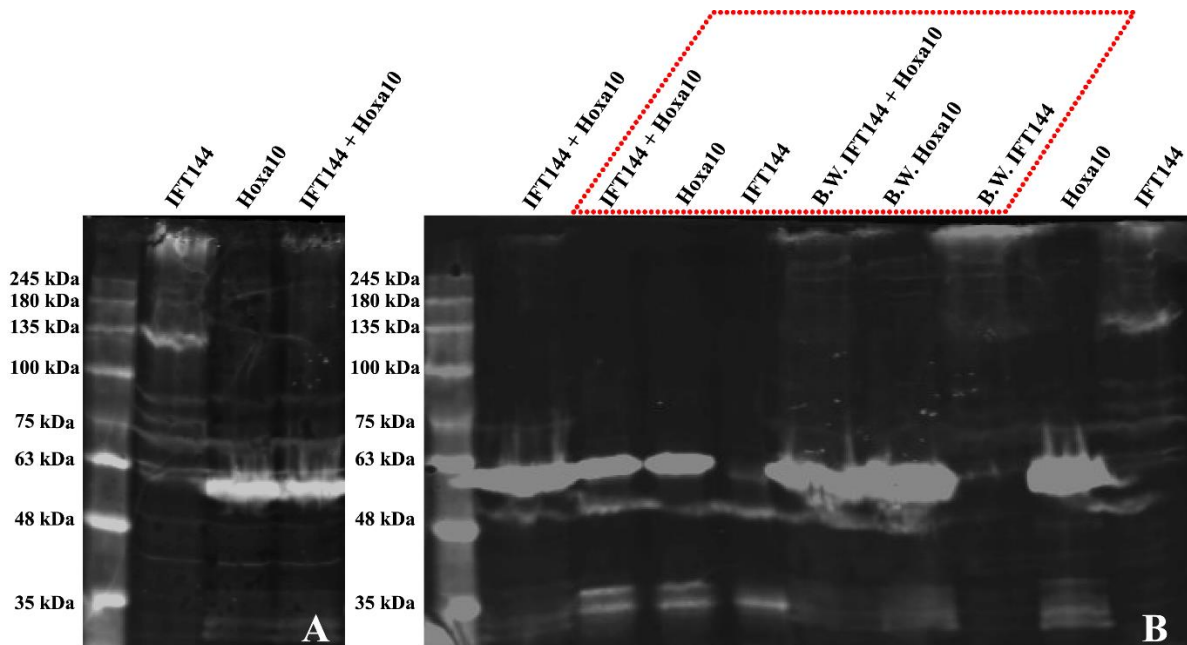 IFT144
Hoxa10
IFT144 + Hoxa10
245 kDa
180 kDa
135 kDa
100 kDa
75 kDa
63 kDa
48 kDa
35 kDa
A
IFT144 + Hoxa10
IFT144 + Hoxa10
Hoxa10
IFT144
B.W. IFT144 + Hoxa10
B.W. Hoxa10
B.W. IFT144
Hoxa10
IFT144
245 kDa
180 kDa
135 kDa
100 kDa
75 kDa
63 kDa
48 kDa
35 kDa
B